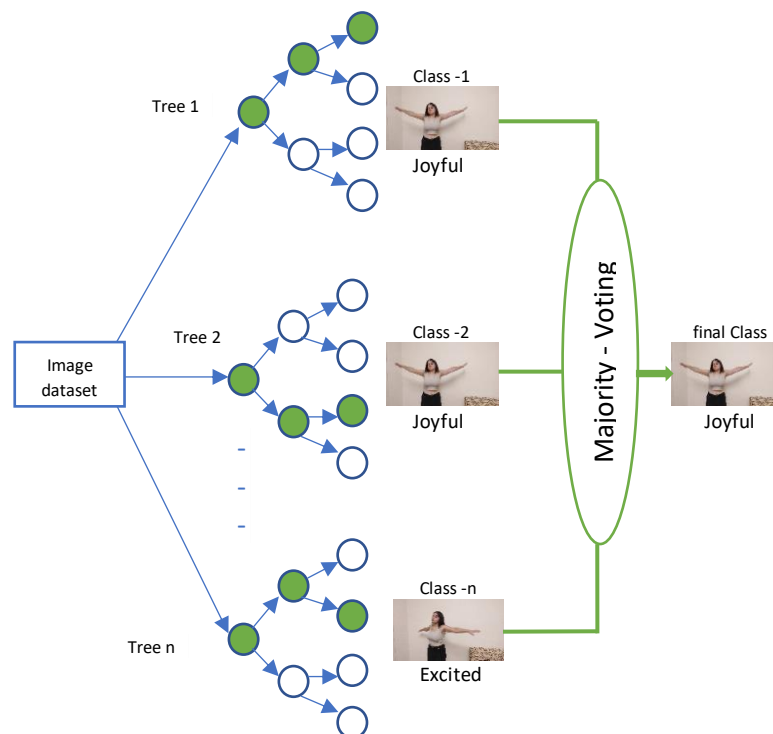 Tree 1
Class -1
Joyful
Image
dataset
Tree 2
Class -2
Joyful
Majority - Voting
final Class
Joyful
-
-
-
Tree n
Class -n
Excited